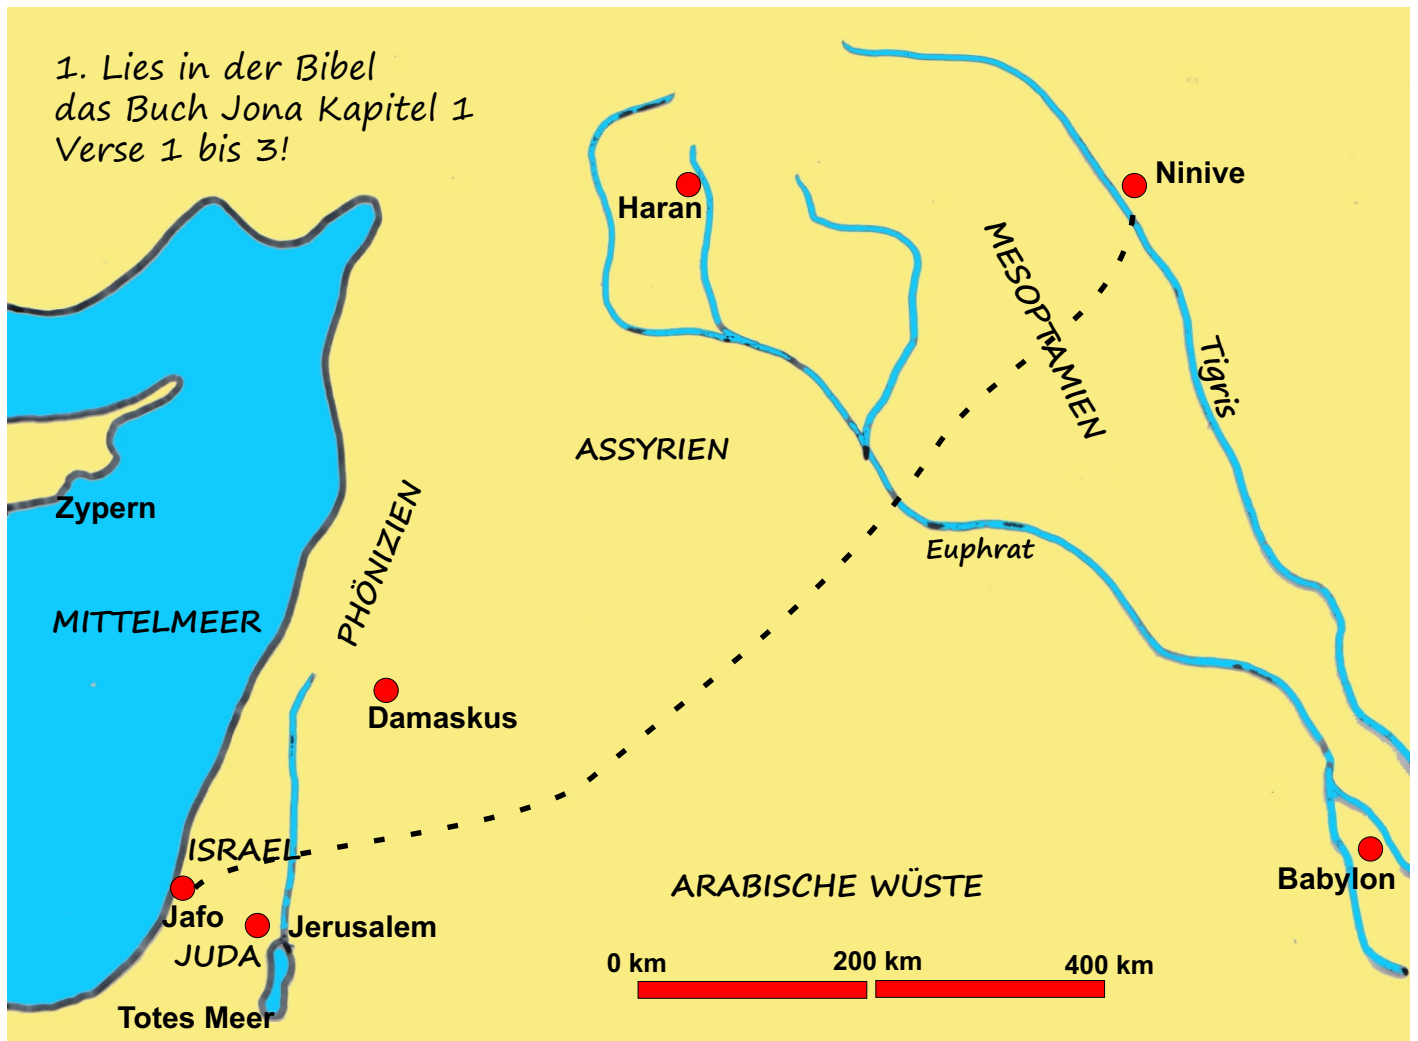 1. Lies in der Bibel
das Buch Jona Kapitel 1
Verse 1 bis 3!
Ninive
Haran
MESOPTAMIEN
Tigris
ASSYRIEN
Zypern
PHÖNIZIEN
Euphrat
MITTELMEER
Damaskus
ISRAEL
ARABISCHE WÜSTE
Babylon
Jafo
Jerusalem
JUDA
0 km
200 km
400 km
Totes Meer